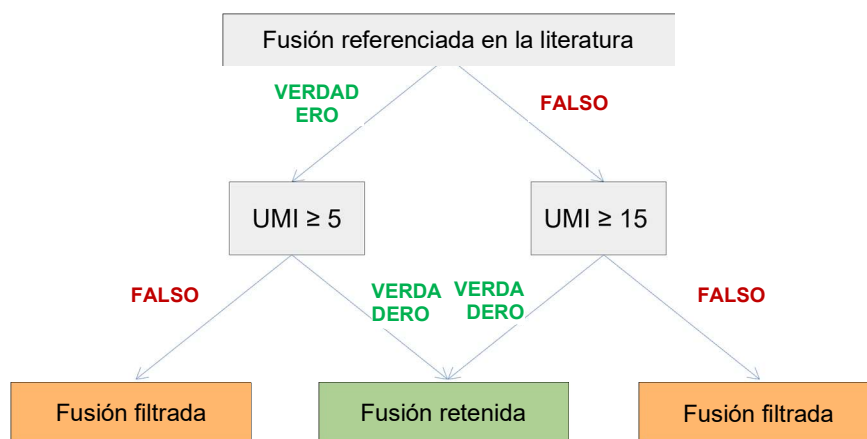 Fusión referenciada en la literatura
VERDAD
ERO
FALSO
UMI ≥ 5
UMI ≥ 15
FALSO
VERDA
DERO
VERDA
DERO
FALSO
Fusión filtrada
Fusión retenida
Fusión filtrada